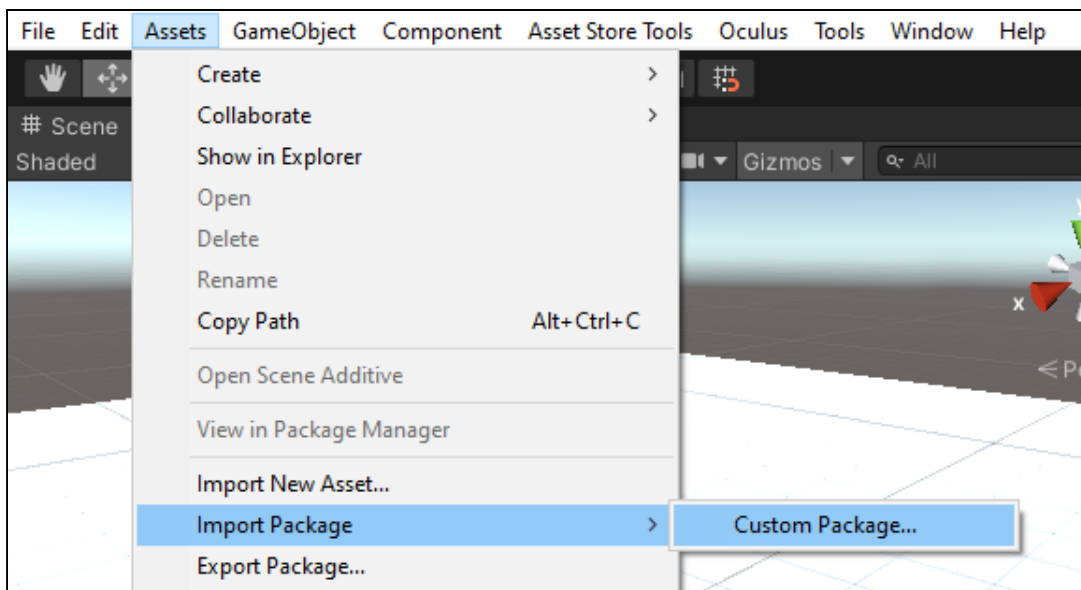 File Edit Assets GameObject Component Asset Store Tools Oculus Tools Window Help
# Scene
Shaded
Gizmos
All
Create
Collaborate
Show in Explorer
Open
Delete
Rename
Copy Path Alt+Ctrl+C
Open Scene Additive
View in Package Manager
Import New Asset...
Import Package
Custom Package...
Export Package...
x